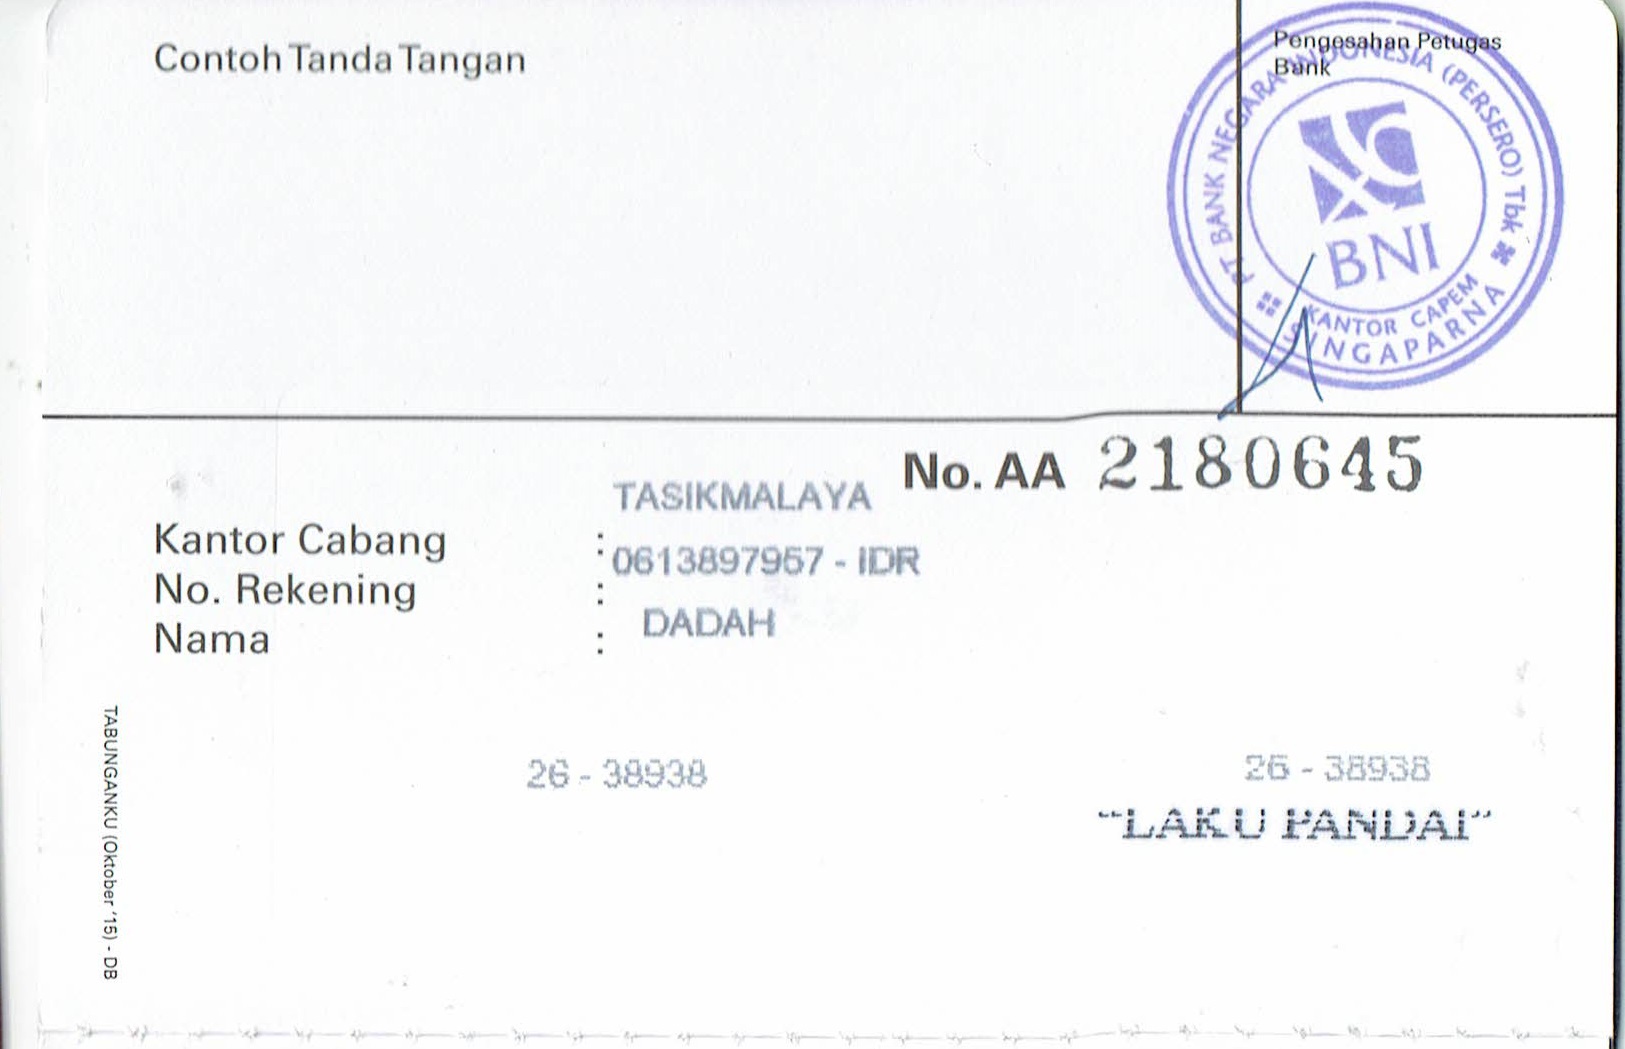 Contoh Tanda Tangan
Pengesahan Petugas
Bank
PT BANK NEGARA INDONESIA (PERSERO) Tbk
BNI
KANTOR CAPEM
SINGAPARNA
No. AA 2180645
TASIKMALAYA
Kantor Cabang :
0613897957 - IDR
No. Rekening :
DADAH
Nama :
26 - 38938
26 - 38938
"LAKU PANDAI"
TABUNGANKU (Oktober '15) - DB